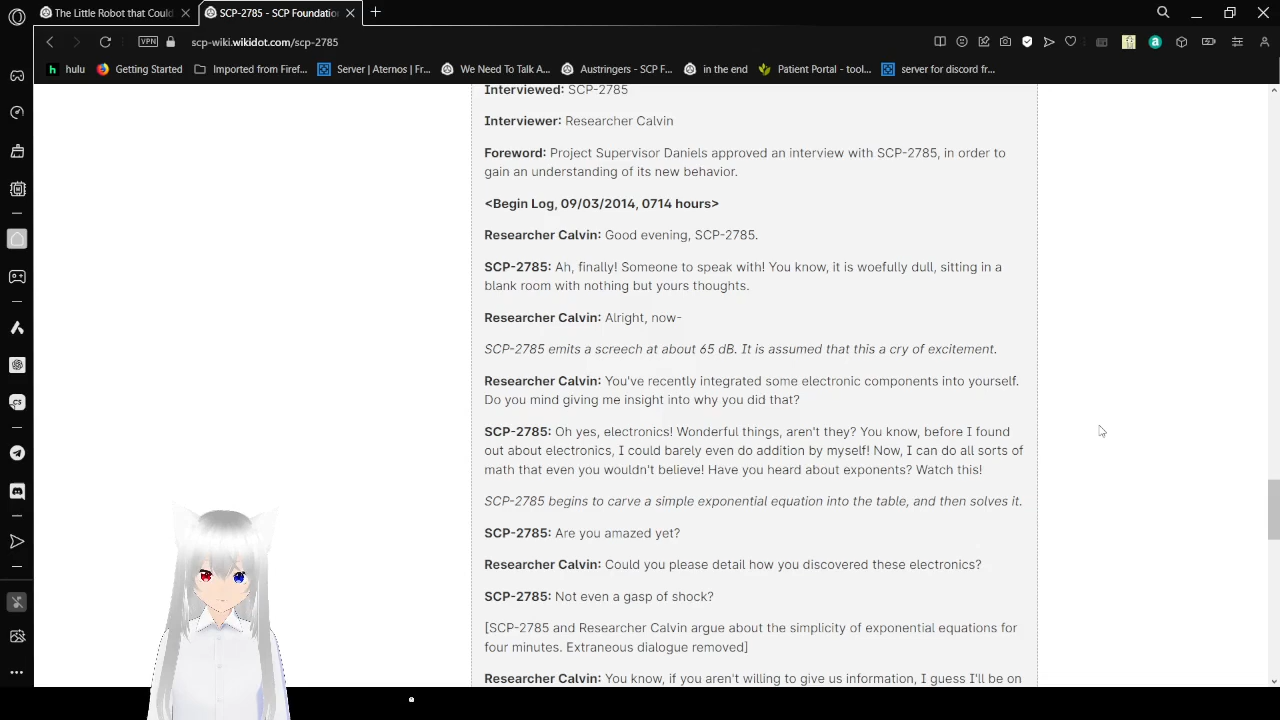 The Little Robot that Could
SCP-2785 - SCP Foundation
VPN
scp-wiki.wikidot.com/scp-2785
hulu
Getting Started
Imported from Firef...
Server | Aternos | Fr...
We Need To Talk A...
Austringers - SCP F...
in the end
Patient Portal - tool...
server for discord fr...
Interviewed: SCP-2785
Interviewer: Researcher Calvin
Foreword: Project Supervisor Daniels approved an interview with SCP-2785, in order to
gain an understanding of its new behavior.
<Begin Log, 09/03/2014, 0714 hours>
Researcher Calvin: Good evening, SCP-2785.
SCP-2785: Ah, finally! Someone to speak with! You know, it is woefully dull, sitting in a
blank room with nothing but yours thoughts.
Researcher Calvin: Alright, now-
SCP-2785 emits a screech at about 65 dB. It is assumed that this a cry of excitement.
Researcher Calvin: You've recently integrated some electronic components into yourself.
Do you mind giving me insight into why you did that?
SCP-2785: Oh yes, electronics! Wonderful things, aren't they? You know, before I found
out about electronics, I could barely even do addition by myself! Now, I can do all sorts of
math that even you wouldn't believe! Have you heard about exponents? Watch this!
SCP-2785 begins to carve a simple exponential equation into the table, and then solves it.
SCP-2785: Are you amazed yet?
Researcher Calvin: Could you please detail how you discovered these electronics?
SCP-2785: Not even a gasp of shock?
[SCP-2785 and Researcher Calvin argue about the simplicity of exponential equations for
four minutes. Extraneous dialogue removed]
Researcher Calvin: You know, if you aren't willing to give us information, I guess I'll be on